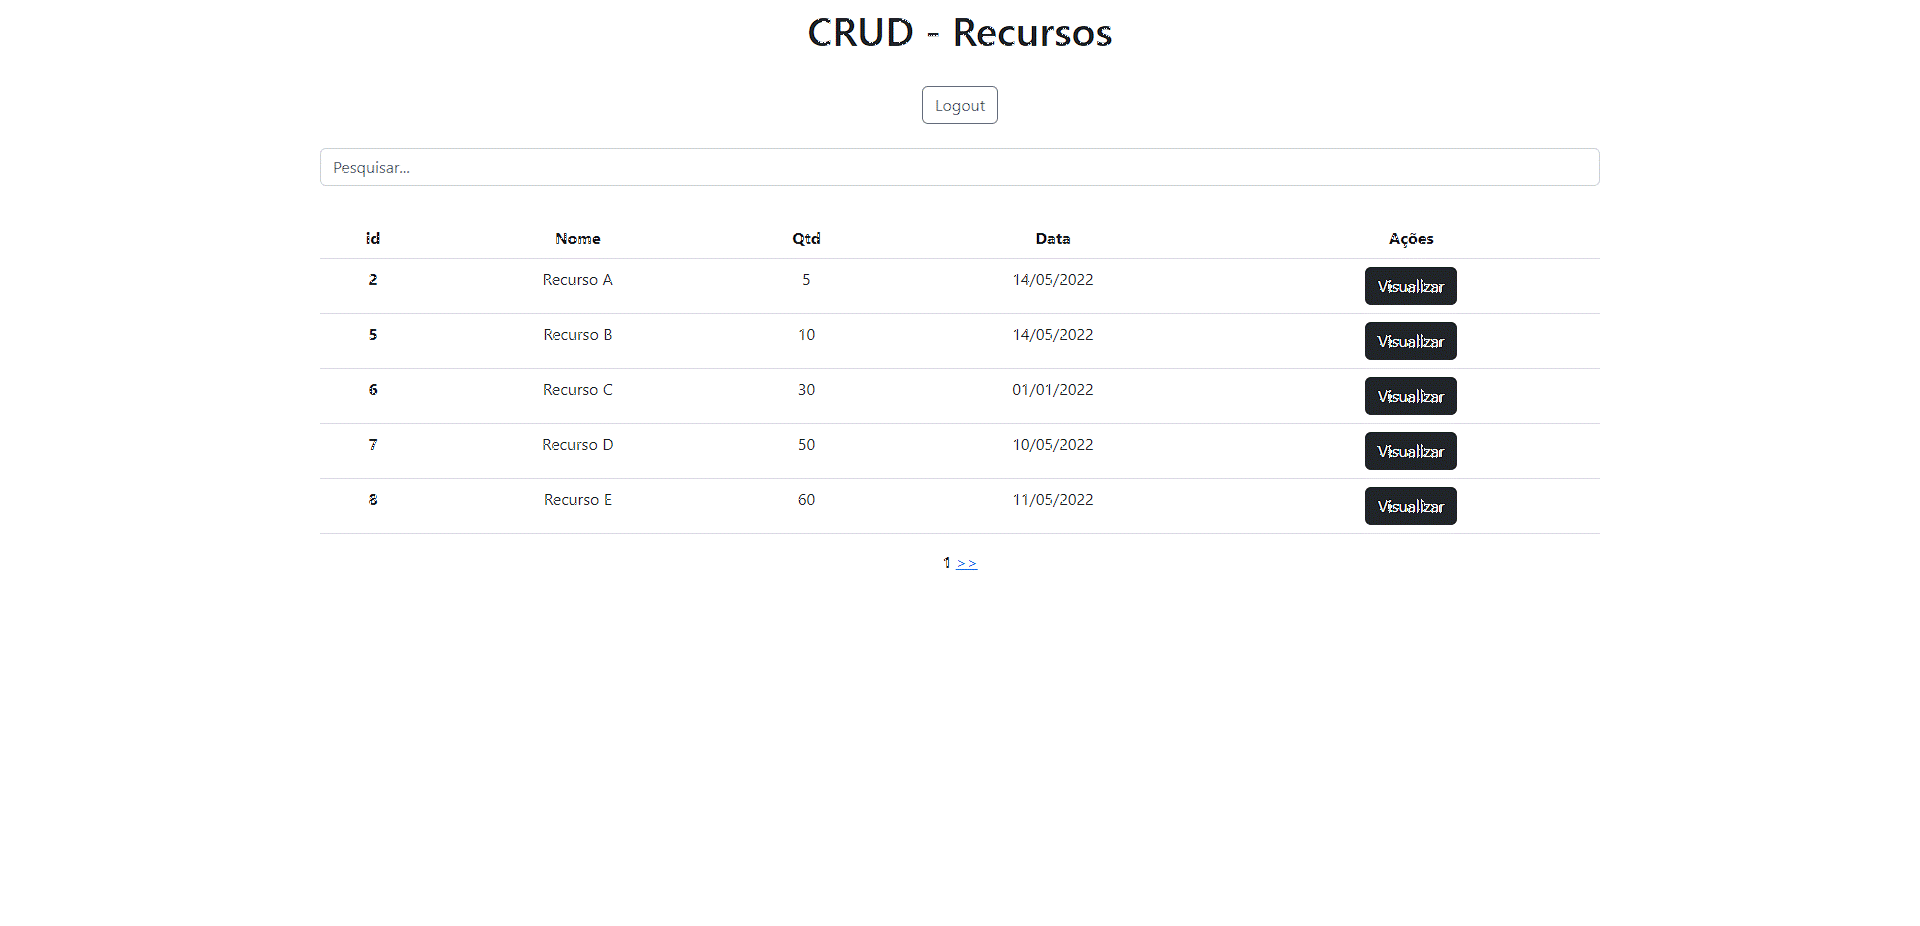 CRUD - Recursos
Logout
Pesquisar...
id Nome Qtd Data Ações
2 Recurso A 5 14/05/2022 Visualizar
5 Recurso B 10 14/05/2022 Visualizar
6 Recurso C 30 01/01/2022 Visualizar
7 Recurso D 50 10/05/2022 Visualizar
8 Recurso E 60 11/05/2022 Visualizar
1 >>